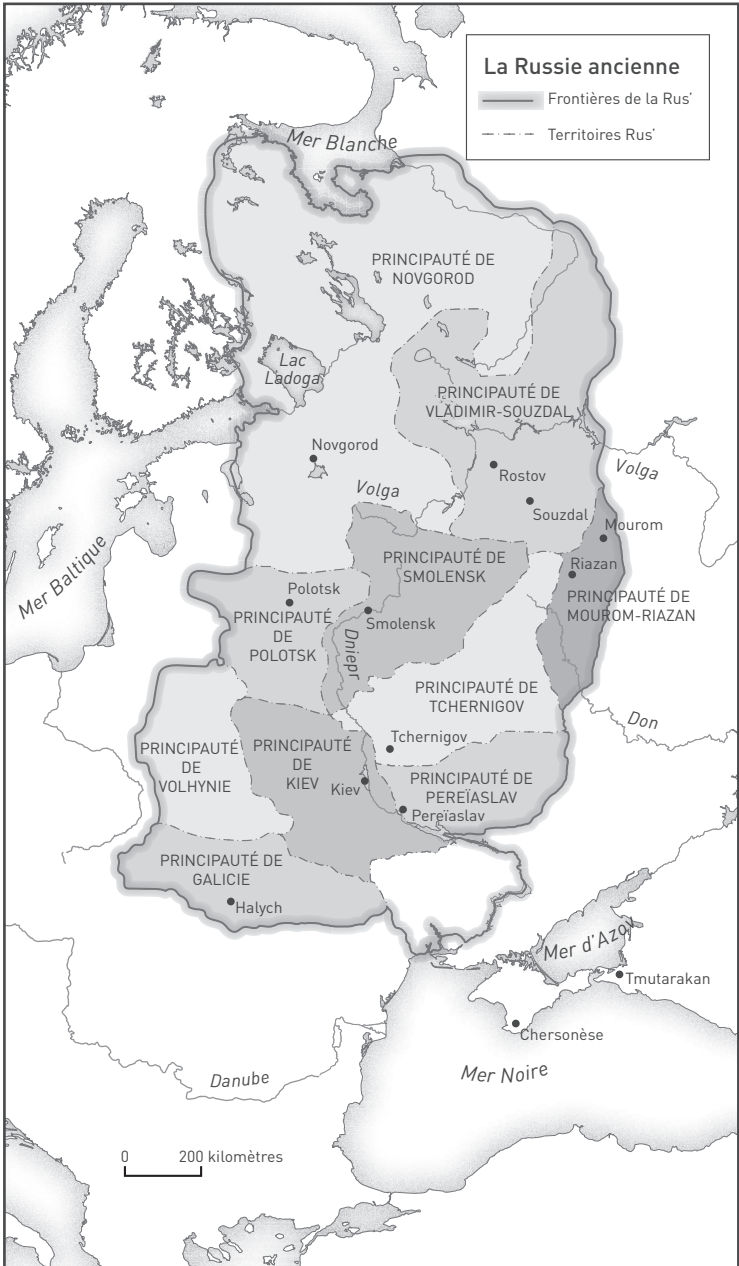 La Russie ancienne
Frontières de la Rus’
Territoires Rus’
Mer Blanche
PRINCIPAUTÉ DE
NOVGOROD
Lac
Ladoga
PRINCIPAUTÉ DE
VLADIMIR-SOUZDAL
Novgorod
Rostov
Volga
Volga
Souzdal
Mourom
Mer Baltique
PRINCIPAUTÉ DE
SMOLENSK
Riazan
PRINCIPAUTÉ DE
MOUROM-RIAZAN
Polotsk
PRINCIPAUTÉ
DE
POLOTSK
Smolensk
Dniepr
PRINCIPAUTÉ DE
TCHERNIGOV
Don
Tchernigov
PRINCIPAUTÉ
DE
VOLHYNIE
PRINCIPAUTÉ
DE
KIEV
Kiev
PRINCIPAUTÉ DE
PEREÏASLAV
Pereïaslav
PRINCIPAUTÉ DE
GALICIE
Halych
Mer d’Azov
Tmutarakan
Chersonèse
Mer Noire
Danube
0 200 kilomètres